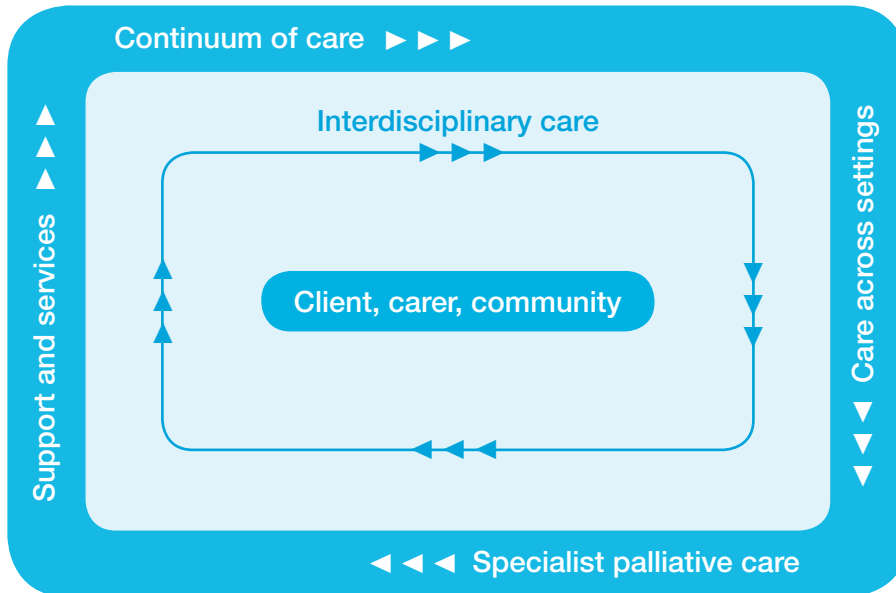 Continuum of care
Interdisciplinary care
Support and services
Client, carer, community
Care across settings
Specialist palliative care